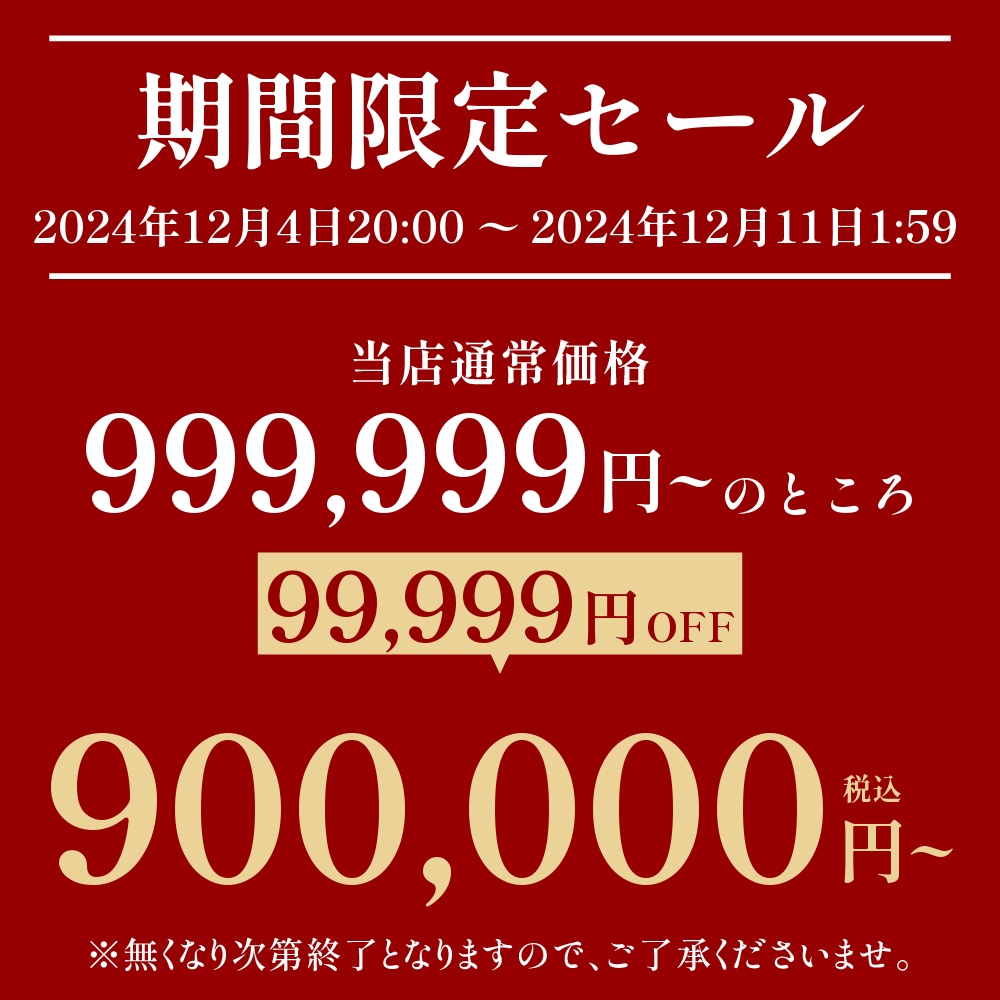 期間限定セール
2024年12月4日20:00 ～ 2024年12月11日1:59
当店通常価格
999,999円～のところ
99,999円OFF
900,000税込円～
※無くなり次第終了となりますので、ご了承くださいませ。